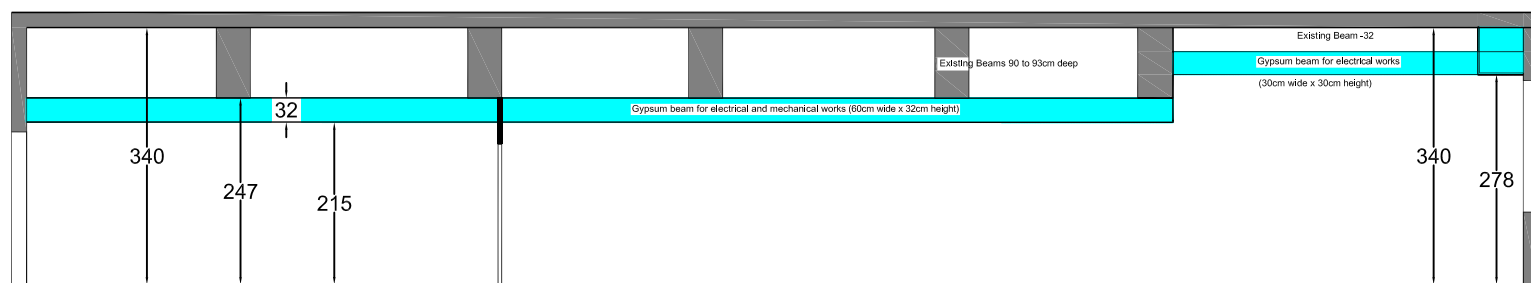 Existing Beam -32
Existing Beams 90 to 93cm deep
Gypsum beam for electrical works
(30cm wide x 30cm height)
32
Gypsum beam for electrical and mechanical works (60cm wide x 32cm height)
340
247
215
340
278